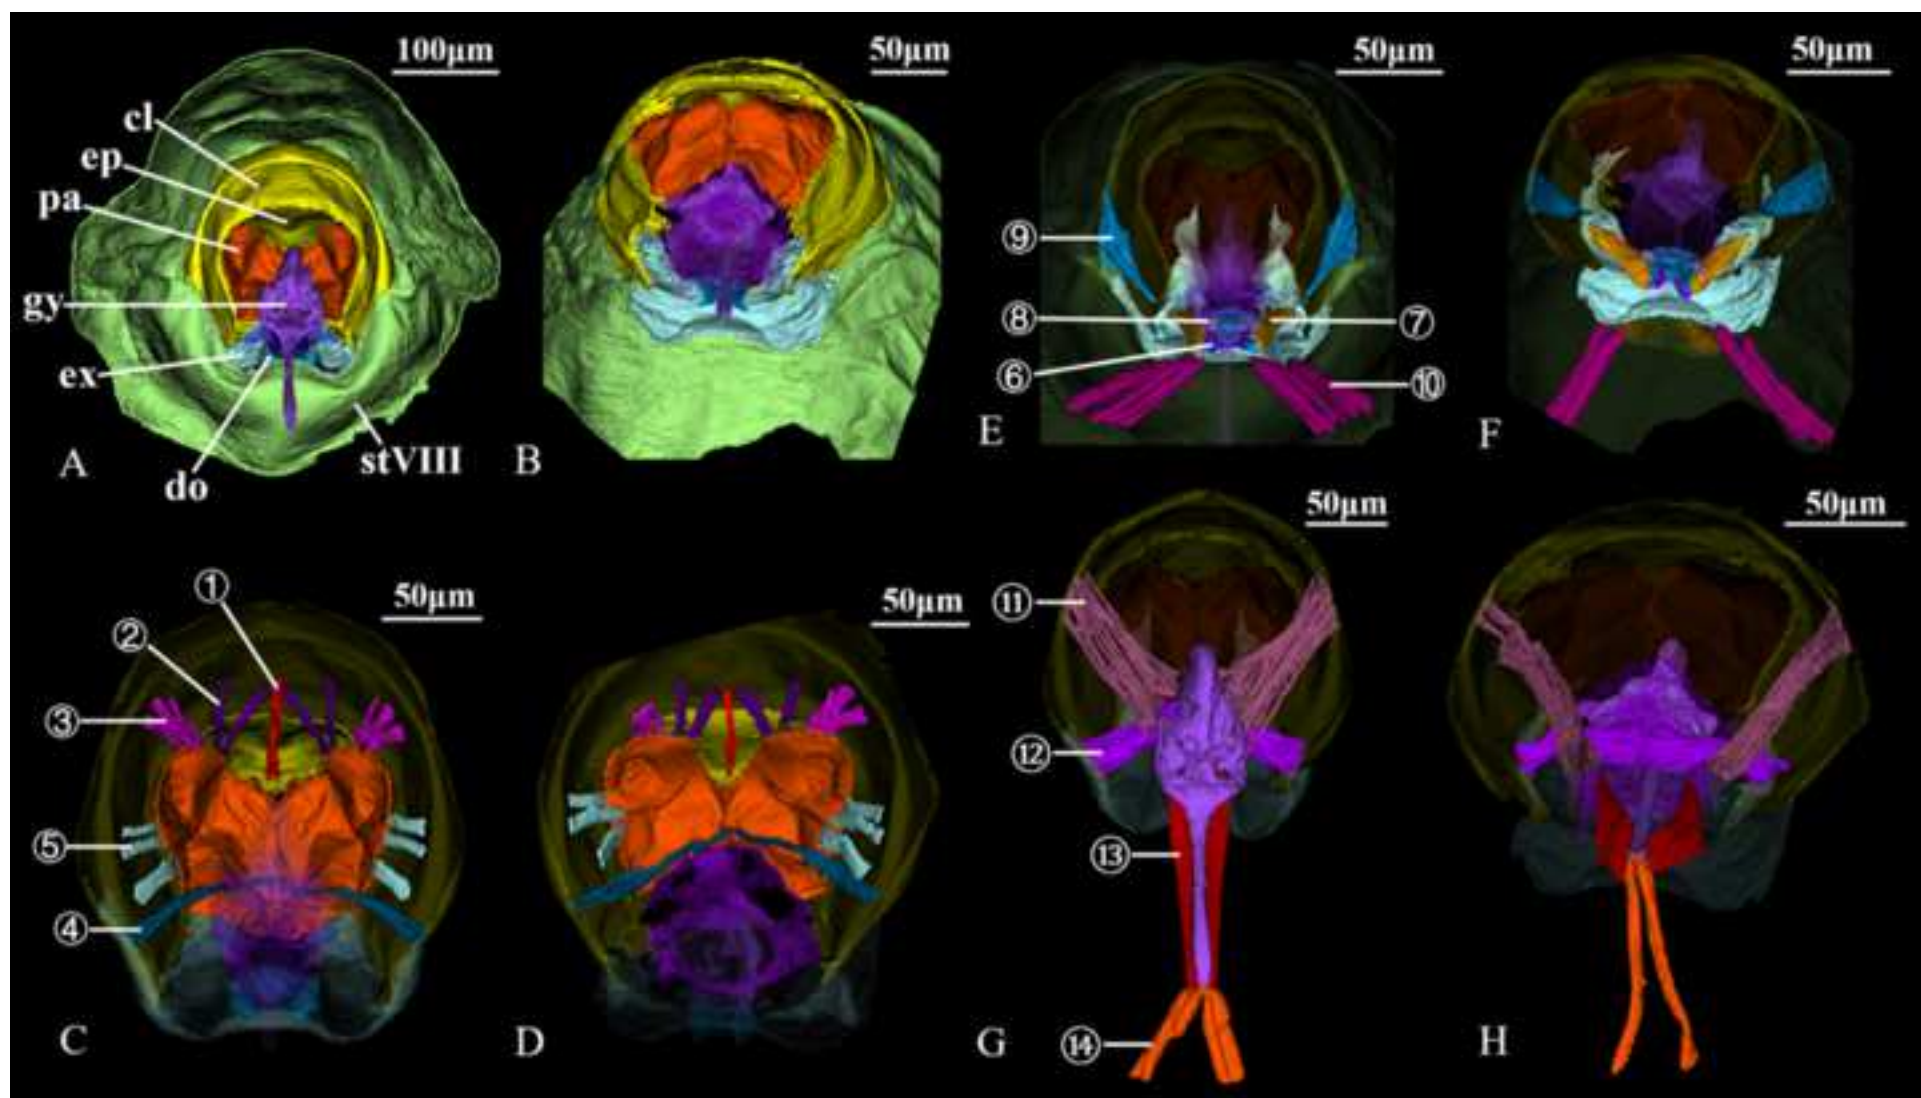 100μm
50μm
50μm
50μm
cl
ep
pa
gy
ex
do
stVIII
A
B
⑨
⑧
⑥
⑦
⑩
E
F
①
②
③
⑤
④
50μm
50μm
C
D
50μm
50μm
⑪
⑫
⑬
⑭
G
H